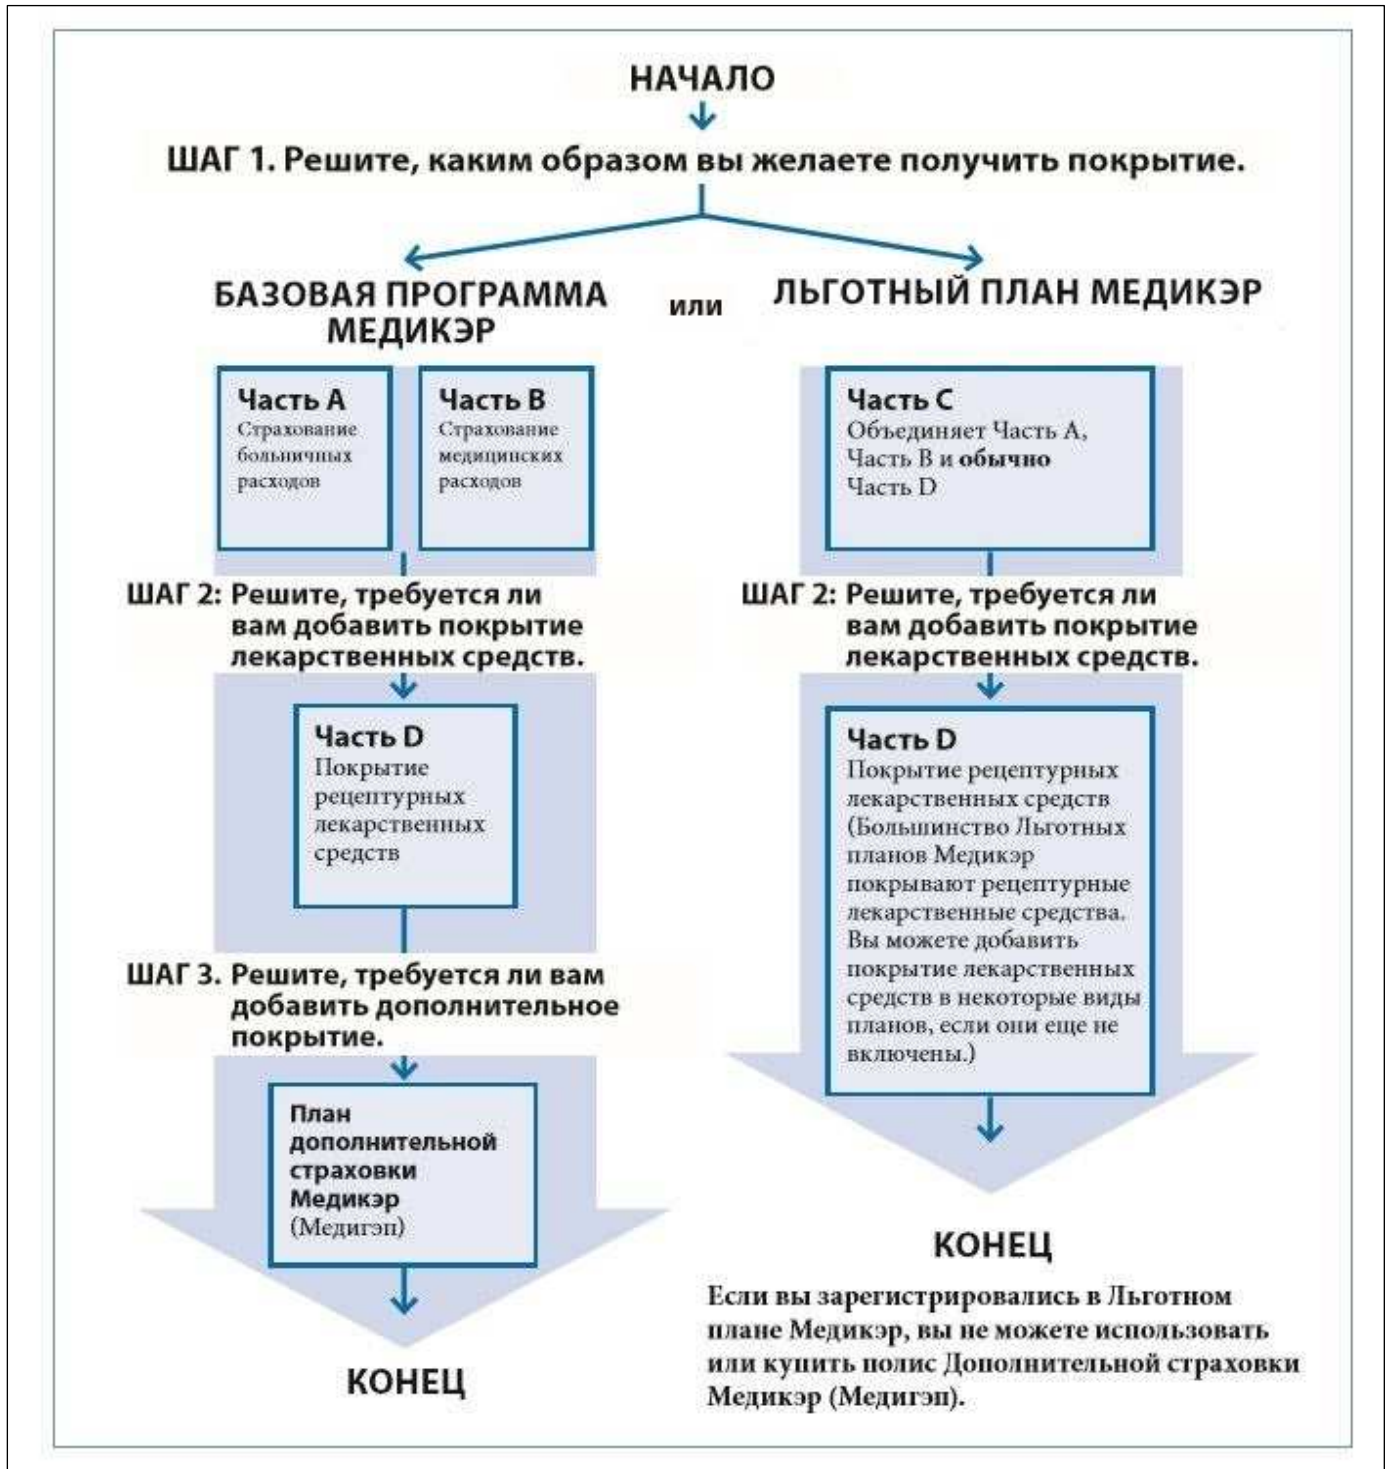 НАЧАЛО
ШАГ 1. Решите, каким образом вы желаете получить покрытие.
БАЗОВАЯ ПРОГРАММА
МЕДИКЭР
или
ЛЬГОТНЫЙ ПЛАН МЕДИКЭР
Часть A
Страхование
больничных
расходов
Часть B
Страхование
медицинских
расходов
ШАГ 2: Решите, требуется ли
вам добавить покрытие
лекарственных средств.
Часть D
Покрытие
рецептурных
лекарственных
средств
ШАГ 3. Решите, требуется ли вам
добавить дополнительное
покрытие.
План
дополнительной
страховки
Медикэр
(Медигэп)
КОНЕЦ
Часть C
Объединяет Часть A,
Часть B и обычно
Часть D
ШАГ 2: Решите, требуется ли
вам добавить покрытие
лекарственных средств.
Часть D
Покрытие рецептурных
лекарственных средств
(Большинство Льготных
планов Медикэр
покрывают рецептурные
лекарственные средства.
Вы можете добавить
покрытие лекарственных
средств в некоторые виды
планов, если они еще не
включены.)
КОНЕЦ
Если вы зарегистрировались в Льготном
плане Медикэр, вы не можете использовать
или купить полис Дополнительной страховки
Медикэр (Медигэп).